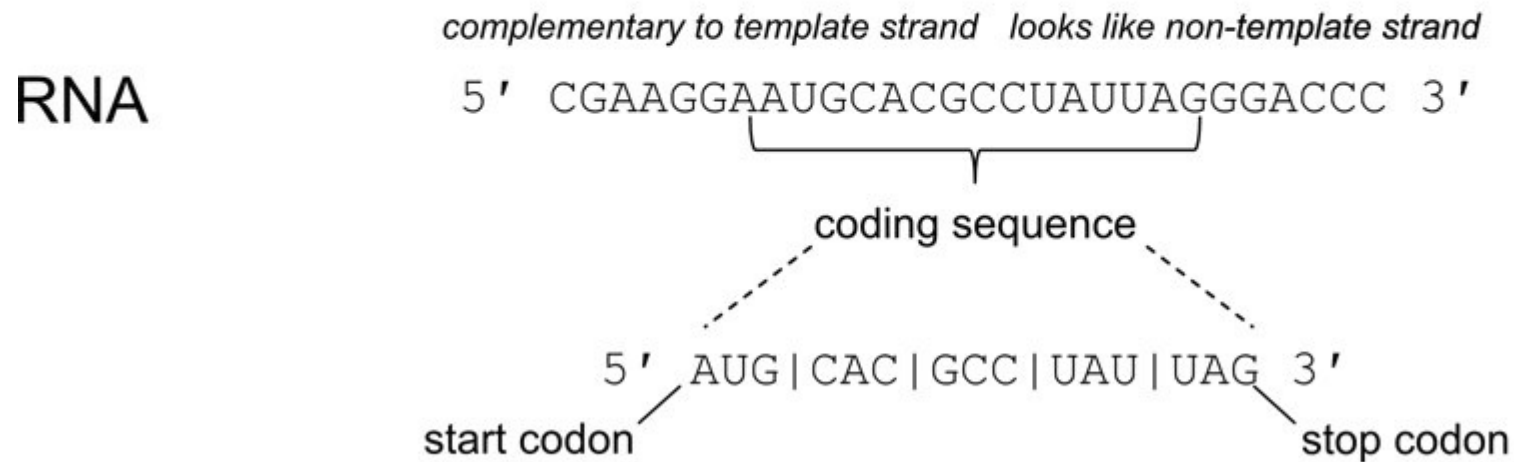 complementary to template strand looks like non-template strand
RNA 5' CGAAGGAAUGCACGCCUAUUAGGGACCC 3'
coding sequence
5' AUG|CAC|GCC|UAU|UAG 3'
start codon stop codon